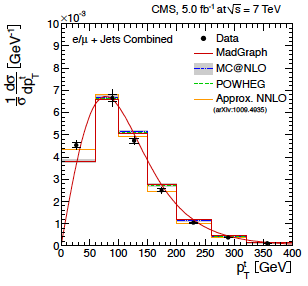 ×10⁻³ CMS, 5.0 fb⁻¹ at √s = 7 TeV
e/μ + Jets Combined
Data
MadGraph
MC@NLO
POWHEG
Approx. NNLO
(arXiv:1009.4935)
1/σ dσ/dp_T^t [GeV⁻¹]
10
9
8
7
6
5
4
3
2
1
0
0 50 100 150 200 250 300 350 400
p_T^t [GeV]